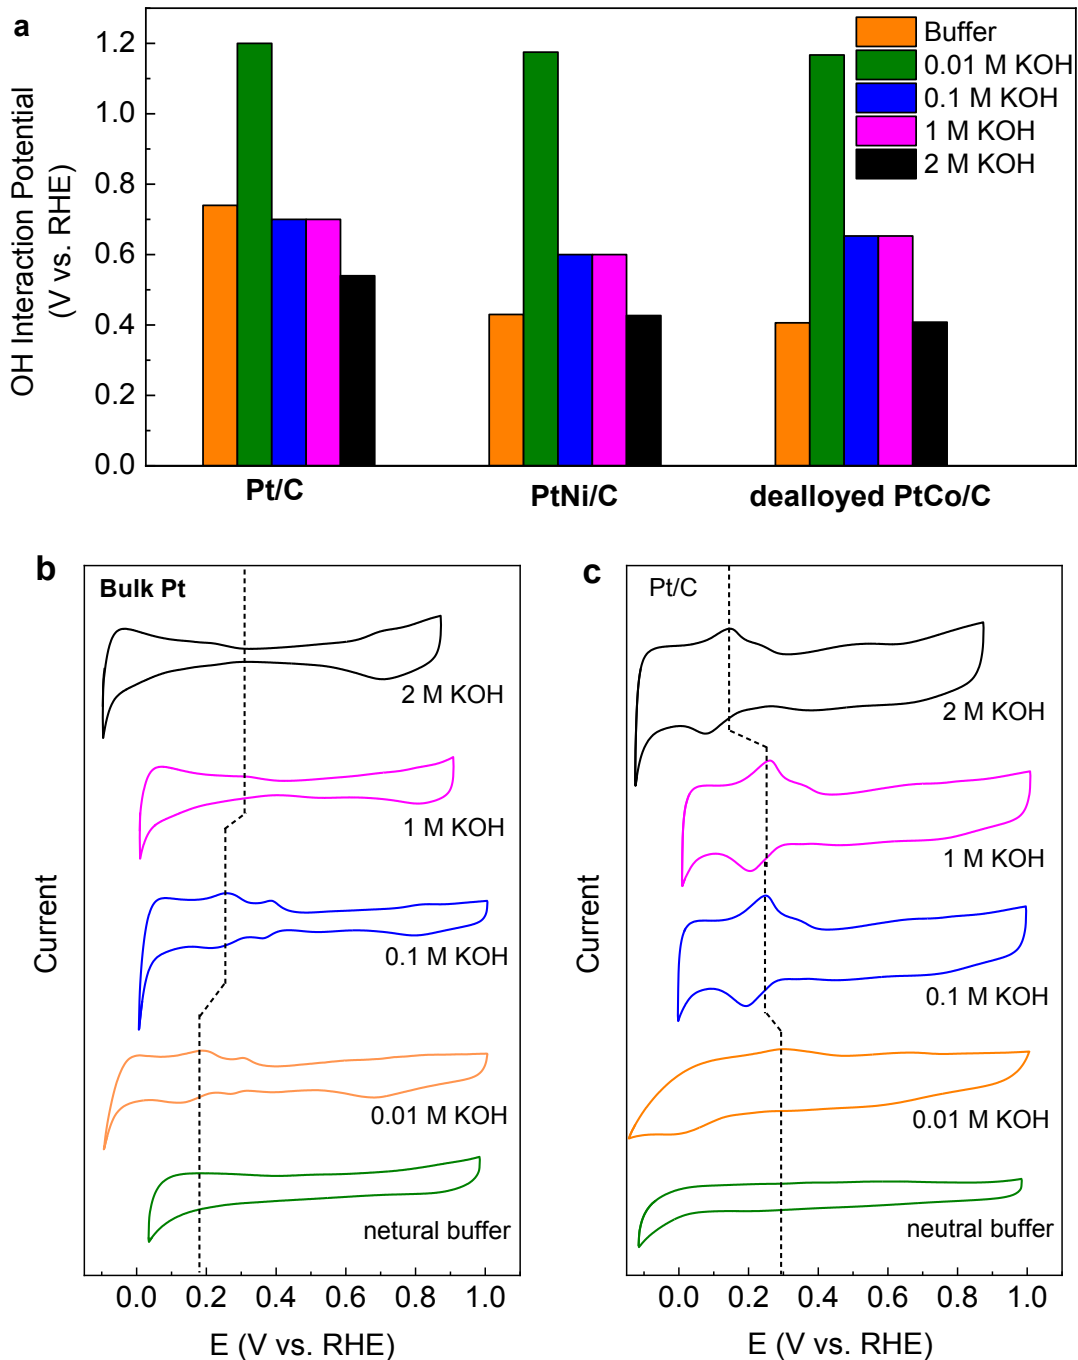 a
OH Interaction Potential
(V vs. RHE)
1.2
1.0
0.8
0.6
0.4
0.2
0.0
Buffer
0.01 M KOH
0.1 M KOH
1 M KOH
2 M KOH
Pt/C
PtNi/C
dealloyed PtCo/C
b
Bulk Pt
2 M KOH
1 M KOH
0.1 M KOH
0.01 M KOH
netural buffer
Current
0.0 0.2 0.4 0.6 0.8 1.0
E (V vs. RHE)
c
Pt/C
2 M KOH
1 M KOH
0.1 M KOH
0.01 M KOH
neutral buffer
Current
0.0 0.2 0.4 0.6 0.8 1.0
E (V vs. RHE)